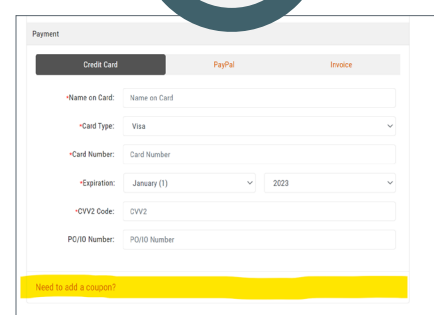 Payment
Credit Card PayPal Invoice
*Name on Card: Name on Card
*Card Type: Visa
*Card Number: Card Number
*Expiration: January (1) 2023
*CVV2 Code: CVV2
PO/IO Number: PO/IO Number
Need to add a coupon?